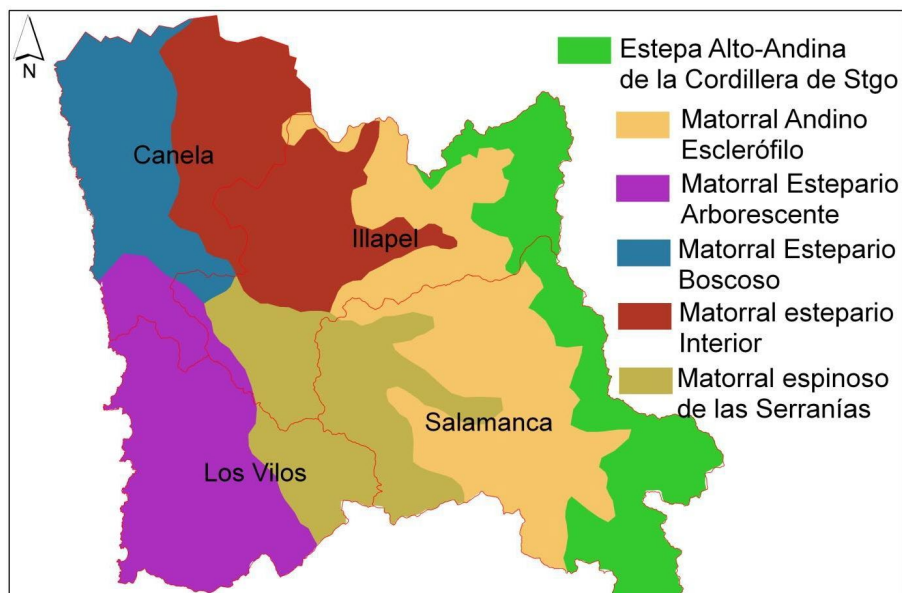 N
Estepa Alto-Andina
de la Cordillera de Stgo
Matorral Andino
Esclerófilo
Matorral Estepario
Arborescente
Matorral Estepario
Boscoso
Matorral estepario
Interior
Matorral espinoso
de las Serranías
Canela
Illapel
Salamanca
Los Vilos